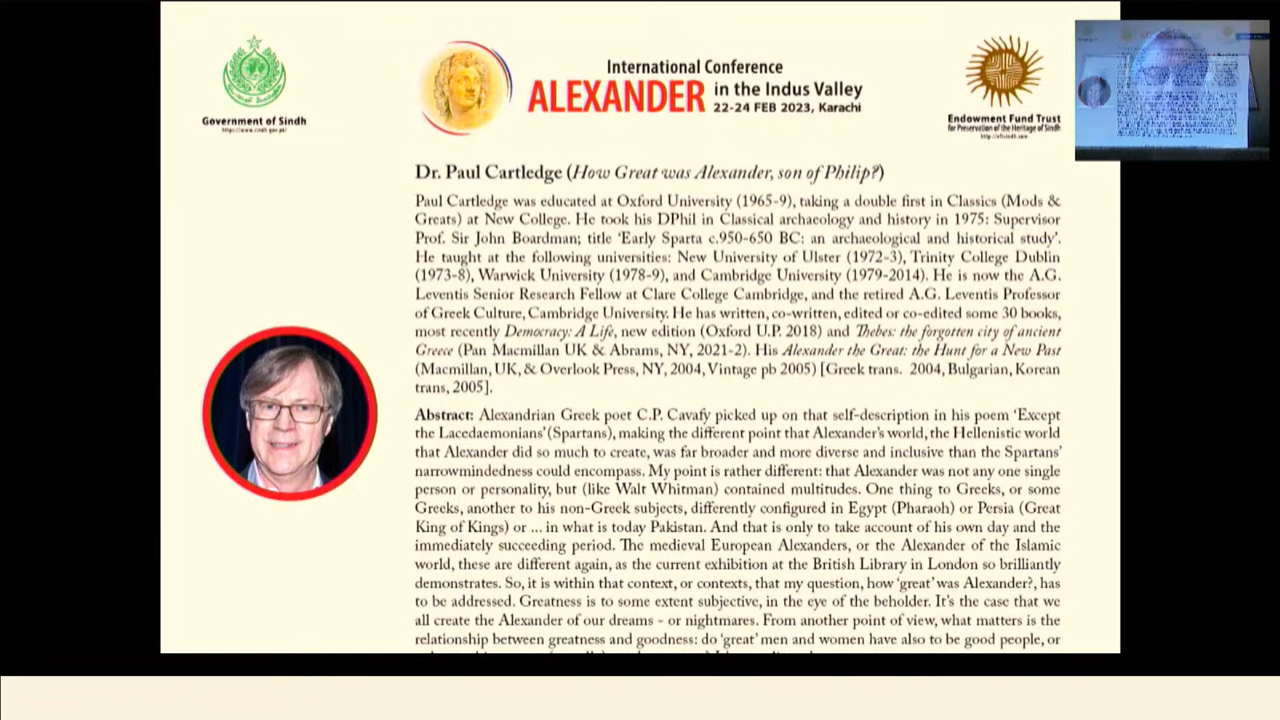 Government of Sindh
https://www.sindh.gov.pk/
International Conference
ALEXANDER in the Indus Valley
22-24 FEB 2023, Karachi
Endowment Fund Trust
for Preservation of the Heritage of Sindh
Dr. Paul Cartledge (How Great was Alexander, son of Philip?)
Paul Cartledge was educated at Oxford University (1965-9), taking a double first in Classics (Mods &
Greats) at New College. He took his DPhil in Classical archaeology and history in 1975: Supervisor
Prof. Sir John Boardman; title ‘Early Sparta c.950-650 BC: an archaeological and historical study’.
He taught at the following universities: New University of Ulster (1972-3), Trinity College Dublin
(1973-8), Warwick University (1978-9), and Cambridge University (1979-2014). He is now the A.G.
Leventis Senior Research Fellow at Clare College Cambridge, and the retired A.G. Leventis Professor
of Greek Culture, Cambridge University. He has written, co-written, edited or co-edited some 30 books,
most recently Democracy: A Life, new edition (Oxford U.P. 2018) and Thebes: the forgotten city of ancient
Greece (Pan Macmillan UK & Abrams, NY, 2021-2). His Alexander the Great: the Hunt for a New Past
(Macmillan, UK, & Overlook Press, NY, 2004, Vintage pb 2005) [Greek trans. 2004, Bulgarian, Korean
trans, 2005].
Abstract: Alexandrian Greek poet C.P. Cavafy picked up on that self-description in his poem ‘Except
the Lacedaemonians’ (Spartans), making the different point that Alexander’s world, the Hellenistic world
that Alexander did so much to create, was far broader and more diverse and inclusive than the Spartans’
narrowmindedness could encompass. My point is rather different: that Alexander was not any one single
person or personality, but (like Walt Whitman) contained multitudes. One thing to Greeks, or some
Greeks, another to his non-Greek subjects, differently configured in Egypt (Pharaoh) or Persia (Great
King of Kings) or ... in what is today Pakistan. And that is only to take account of his own day and the
immediately succeeding period. The medieval European Alexanders, or the Alexander of the Islamic
world, these are different again, as the current exhibition at the British Library in London so brilliantly
demonstrates. So, it is within that context, or contexts, that my question, how ‘great’ was Alexander?, has
to be addressed. Greatness is to some extent subjective, in the eye of the beholder. It’s the case that we
all create the Alexander of our dreams - or nightmares. From another point of view, what matters is the
relationship between greatness and goodness: do ‘great’ men and women have also to be good people, or